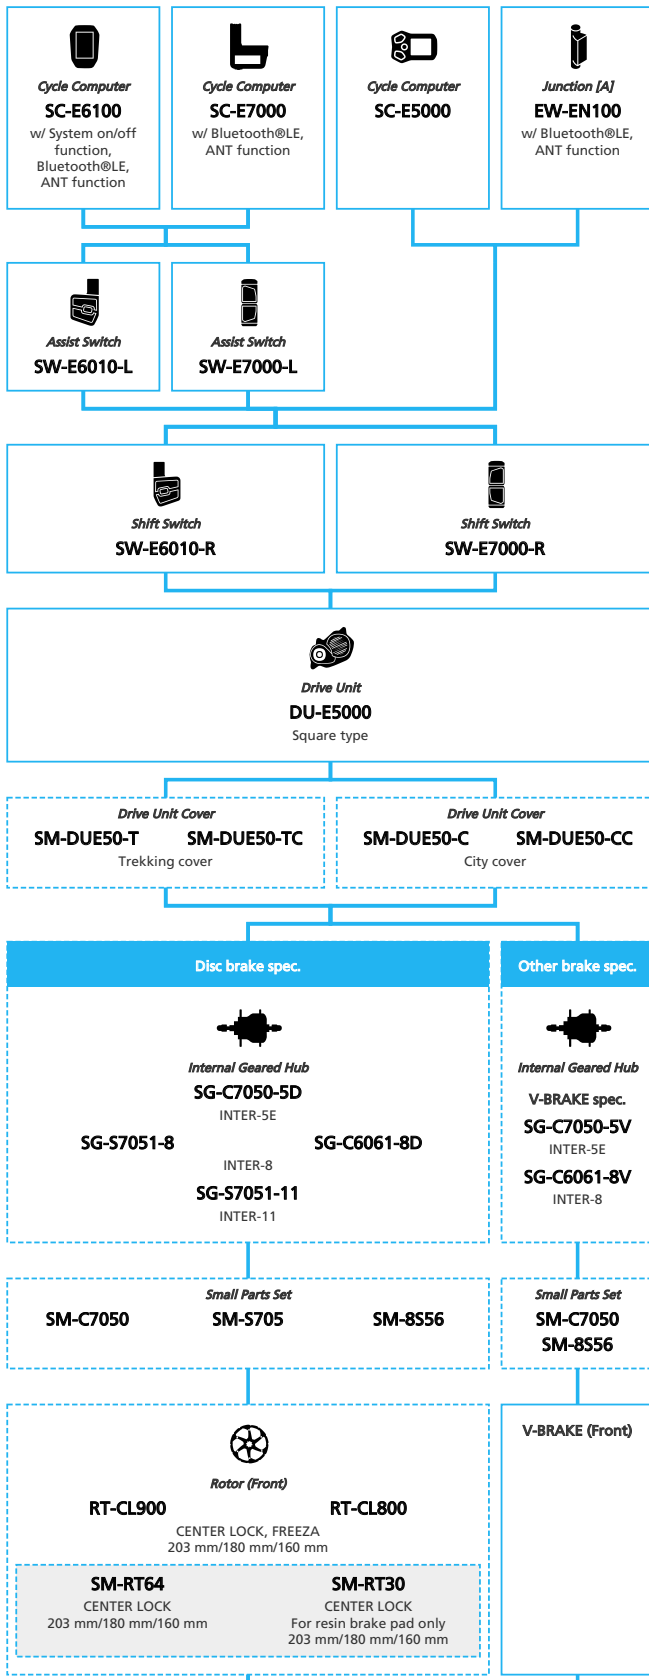 Cycle Computer
SC-E6100
w/ System on/off
function,
Bluetooth®LE,
ANT function
Cycle Computer
SC-E7000
w/ Bluetooth®LE,
ANT function
Cycle Computer
SC-E5000
Junction [A]
EW-EN100
w/ Bluetooth®LE,
ANT function
Assist Switch
SW-E6010-L
Assist Switch
SW-E7000-L
Shift Switch
SW-E6010-R
Shift Switch
SW-E7000-R
Drive Unit
DU-E5000
Square type
Drive Unit Cover
SM-DUE50-T SM-DUE50-TC
Trekking cover
Drive Unit Cover
SM-DUE50-C SM-DUE50-CC
City cover
Disc brake spec.
Internal Geared Hub
SG-C7050-5D
INTER-5E
SG-S7051-8 SG-C6061-8D
INTER-8
SG-S7051-11
INTER-11
Other brake spec.
Internal Geared Hub
V-BRAKE spec.
SG-C7050-5V
INTER-5E
SG-C6061-8V
INTER-8
Small Parts Set
SM-C7050 SM-S705 SM-8S56
Small Parts Set
SM-C7050
SM-8S56
Rotor (Front)
RT-CL900 RT-CL800
CENTER LOCK, FREEZA
203 mm/180 mm/160 mm
SM-RT64
CENTER LOCK
203 mm/180 mm/160 mm
SM-RT30
CENTER LOCK
For resin brake pad only
203 mm/180 mm/160 mm
V-BRAKE (Front)